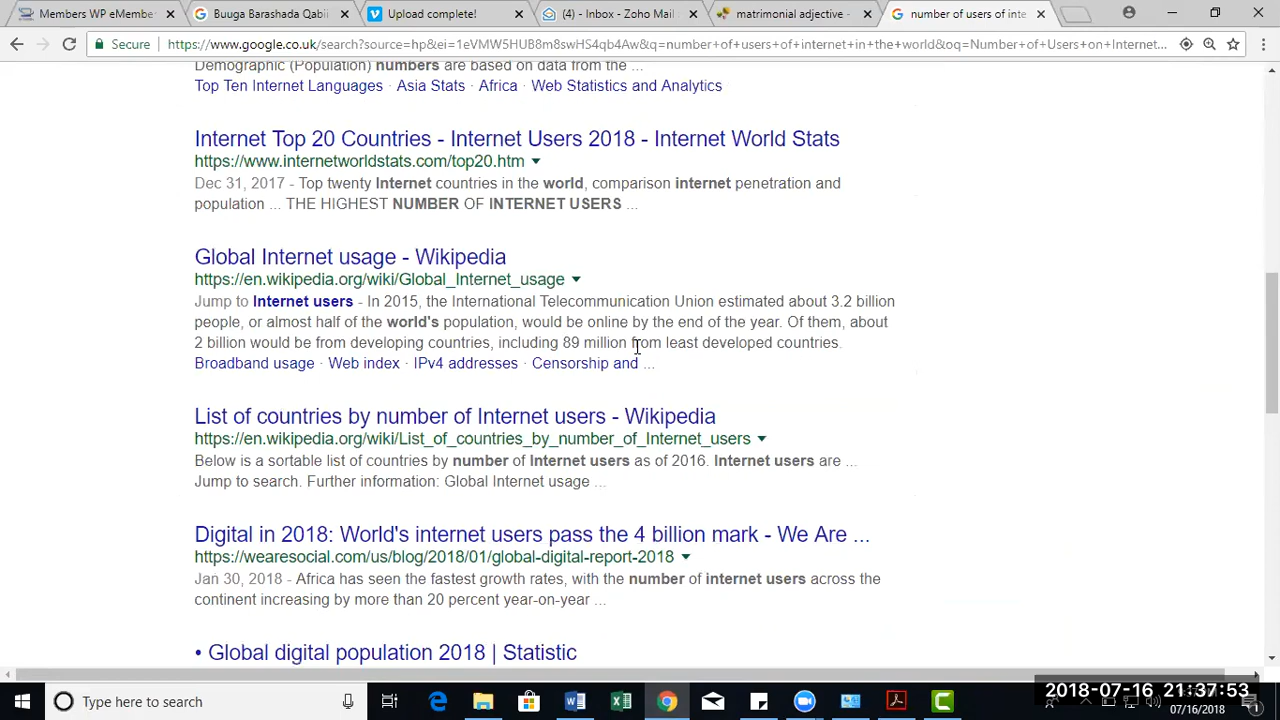 Members WP eMembe
Buuga Barashada Qabii
Upload complete!
(4) - Inbox - Zoho Mail
matrimonial adjective -
number of users of inte
Secure
https://www.google.co.uk/search?source=hp&ei=1eVMW5HUB8m8swHS4qb4Aw&q=number+of+users+of+internet+in+the+world&oq=Number+of+Users+on+Internet...
Demographic (Population) numbers are based on data from the ...
Top Ten Internet Languages · Asia Stats · Africa · Web Statistics and Analytics
Internet Top 20 Countries - Internet Users 2018 - Internet World Stats
https://www.internetworldstats.com/top20.htm
Dec 31, 2017 - Top twenty Internet countries in the world, comparison internet penetration and
population ... THE HIGHEST NUMBER OF INTERNET USERS ...
Global Internet usage - Wikipedia
https://en.wikipedia.org/wiki/Global_Internet_usage
Jump to Internet users - In 2015, the International Telecommunication Union estimated about 3.2 billion
people, or almost half of the world's population, would be online by the end of the year. Of them, about
2 billion would be from developing countries, including 89 million from least developed countries.
Broadband usage · Web index · IPv4 addresses · Censorship and ...
List of countries by number of Internet users - Wikipedia
https://en.wikipedia.org/wiki/List_of_countries_by_number_of_Internet_users
Below is a sortable list of countries by number of Internet users as of 2016. Internet users are ...
Jump to search. Further information: Global Internet usage ...
Digital in 2018: World's internet users pass the 4 billion mark - We Are ...
https://wearesocial.com/us/blog/2018/01/global-digital-report-2018
Jan 30, 2018 - Africa has seen the fastest growth rates, with the number of internet users across the
continent increasing by more than 20 percent year-on-year ...
• Global digital population 2018 | Statistic
Type here to search
2018-07-16 21:37:53
07/16/2018